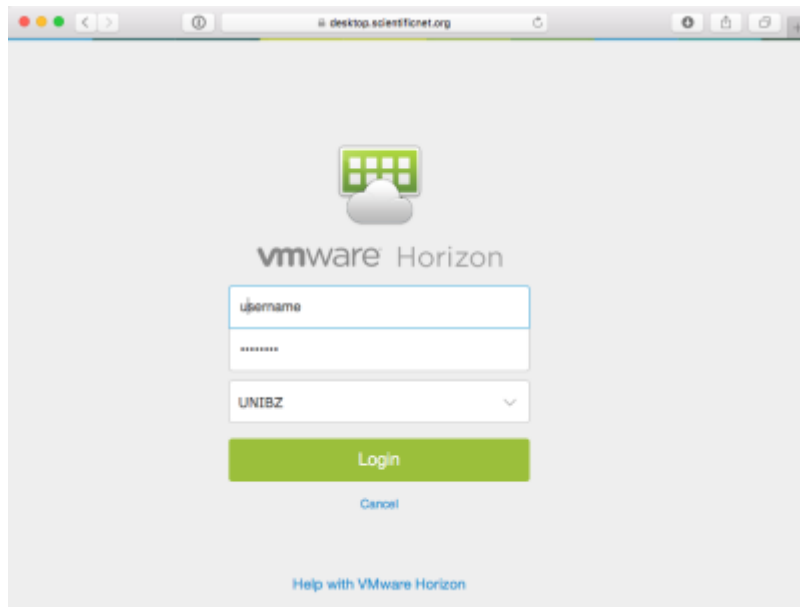 desktop.scientificnet.org
vmware Horizon
username
••••••••
UNIBZ
Login
Cancel
Help with VMware Horizon